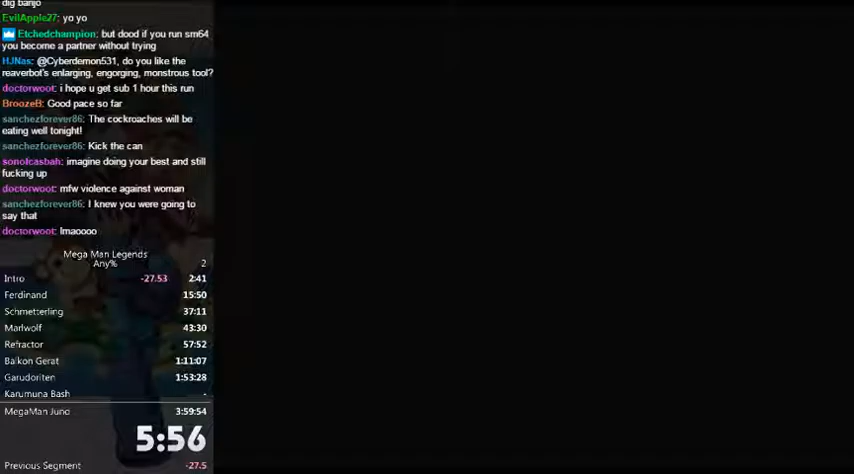 dig banjo
EvilApple27: yo yo
Etchedchampion: but dood if you run sm64
you become a partner without trying
HJNas: @Cyberdemon531, do you like the
reaverbot's enlarging, engorging, monstrous tool?
doctorwoot: i hope u get sub 1 hour this run
BroozeB: Good pace so far
sanchezforever86: The cockroaches will be
eating well tonight!
sanchezforever86: Kick the can
sonofcasbah: imagine doing your best and still
fucking up
doctorwoot: mfw violence against woman
sanchezforever86: I knew you were going to
say that
doctorwoot: lmaoooo
Mega Man Legends
Any% 2
Intro -27.53 2:41
Ferdinand 15:50
Schmetterling 37:11
Marlwolf 43:30
Refractor 57:52
Balkon Gerat 1:11:07
Garudoriten 1:53:28
Karumuna Bash -
MegaMan Juno 3:59:54
5:56
Previous Segment -27.5